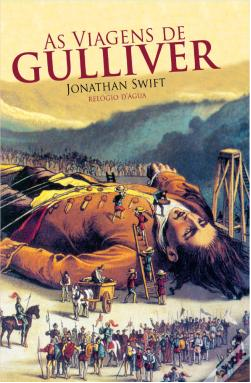 As Viagens de
GULLIVER
Jonathan Swift
RELÓGIO D'ÁGUA